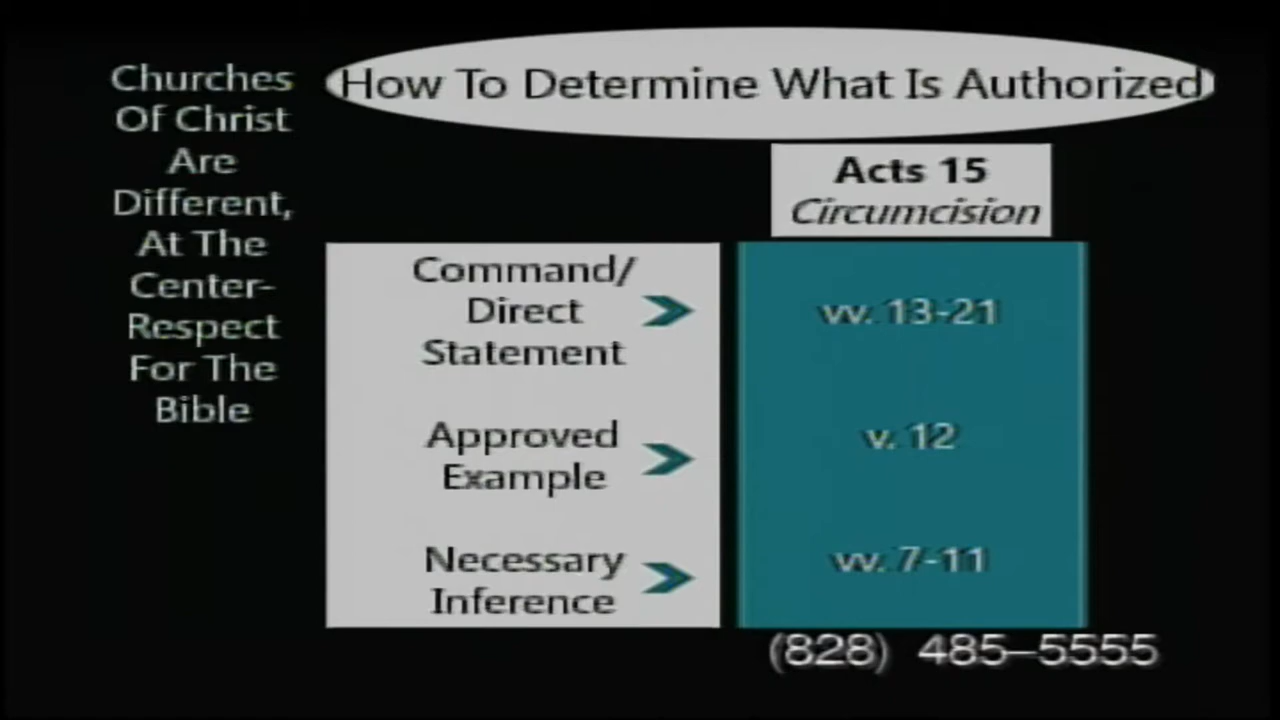 Churches
Of Christ
Are
Different,
At The
Center-
Respect
For The
Bible
How To Determine What Is Authorized
Acts 15
Circumcision
Command/
Direct
Statement
vv. 13-21
Approved
Example
v. 12
Necessary
Inference
vv. 7-11
(828) 485–5555